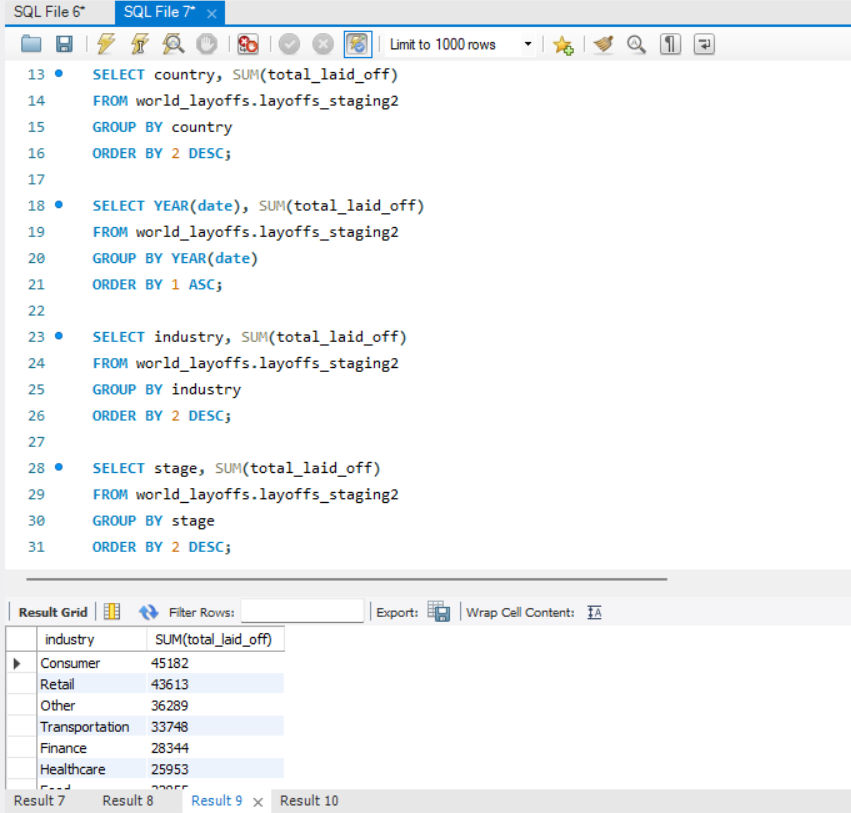 SQL File 6* SQL File 7*
Limit to 1000 rows
13 SELECT country, SUM(total_laid_off)
14 FROM world_layoffs.layoffs_staging2
15 GROUP BY country
16 ORDER BY 2 DESC;
17
18 SELECT YEAR(date), SUM(total_laid_off)
19 FROM world_layoffs.layoffs_staging2
20 GROUP BY YEAR(date)
21 ORDER BY 1 ASC;
22
23 SELECT industry, SUM(total_laid_off)
24 FROM world_layoffs.layoffs_staging2
25 GROUP BY industry
26 ORDER BY 2 DESC;
27
28 SELECT stage, SUM(total_laid_off)
29 FROM world_layoffs.layoffs_staging2
30 GROUP BY stage
31 ORDER BY 2 DESC;
Result Grid Filter Rows: Export: Wrap Cell Content:
industry SUM(total_laid_off)
Consumer 45182
Retail 43613
Other 36289
Transportation 33748
Finance 28344
Healthcare 25953
Result 7 Result 8 Result 9 Result 10